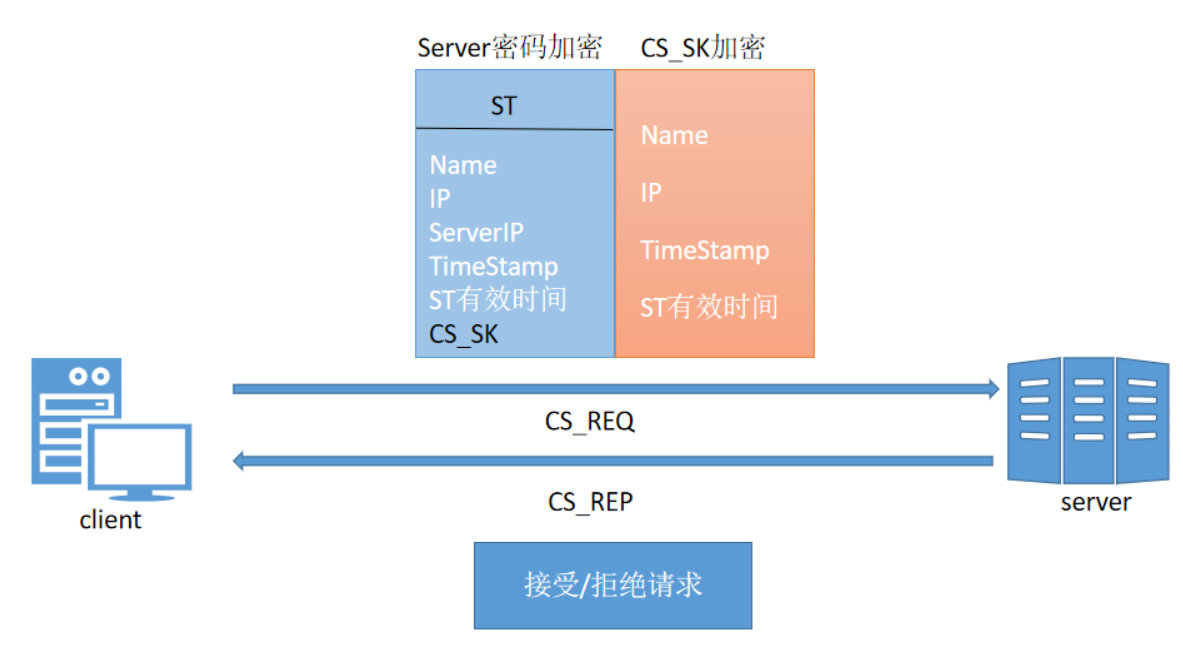 Server密码加密
CS_SK加密
ST
Name
IP
ServerIP
TimeStamp
ST有效时间
CS_SK
Name
IP
TimeStamp
ST有效时间
CS_REQ
CS_REP
client
server
接受/拒绝请求